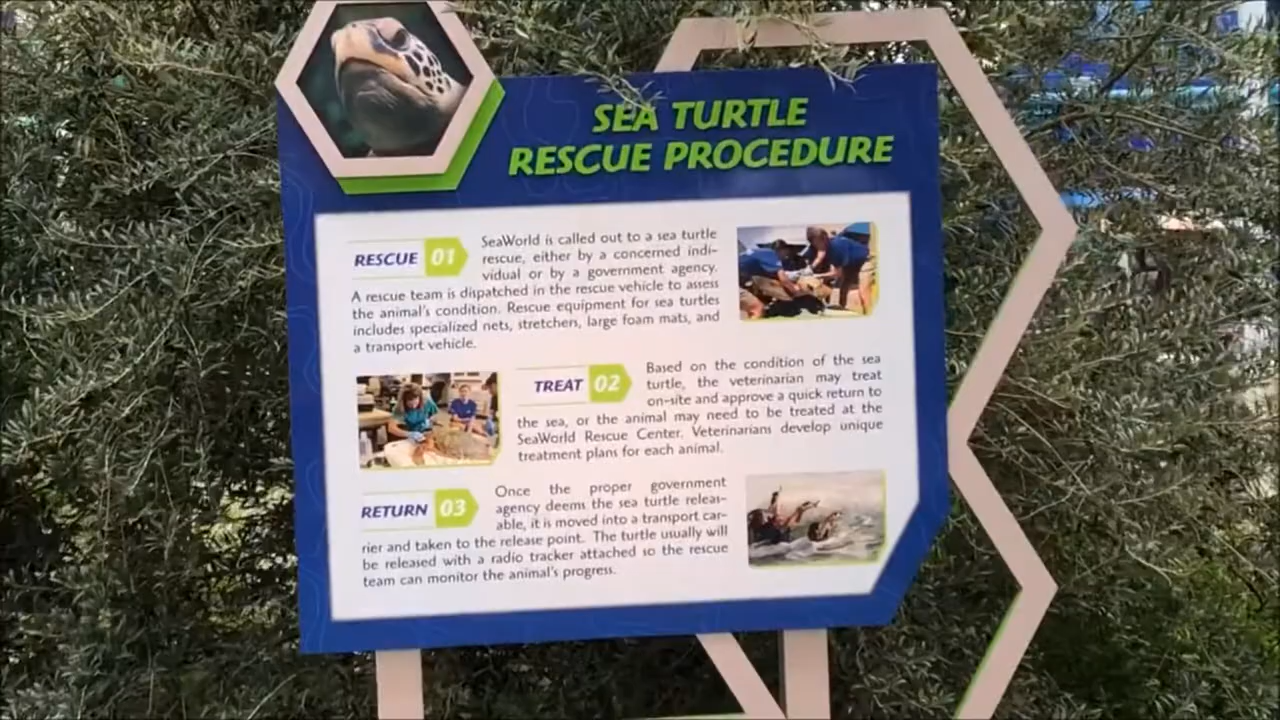 SEA TURTLE
RESCUE PROCEDURE
RESCUE 01
SeaWorld is called out to a sea turtle
rescue, either by a concerned indi-
vidual or by a government agency.
A rescue team is dispatched in the rescue vehicle to assess
the animal's condition. Rescue equipment for sea turtles
includes specialized nets, stretchers, large foam mats, and
a transport vehicle.
TREAT 02
Based on the condition of the sea
turtle, the veterinarian may treat
on-site and approve a quick return to
the sea, or the animal may need to be treated at the
SeaWorld Rescue Center. Veterinarians develop unique
treatment plans for each animal.
RETURN 03
Once the proper government
agency deems the sea turtle releas-
able, it is moved into a transport car-
rier and taken to the release point. The turtle usually will
be released with a radio tracker attached so the rescue
team can monitor the animal's progress.